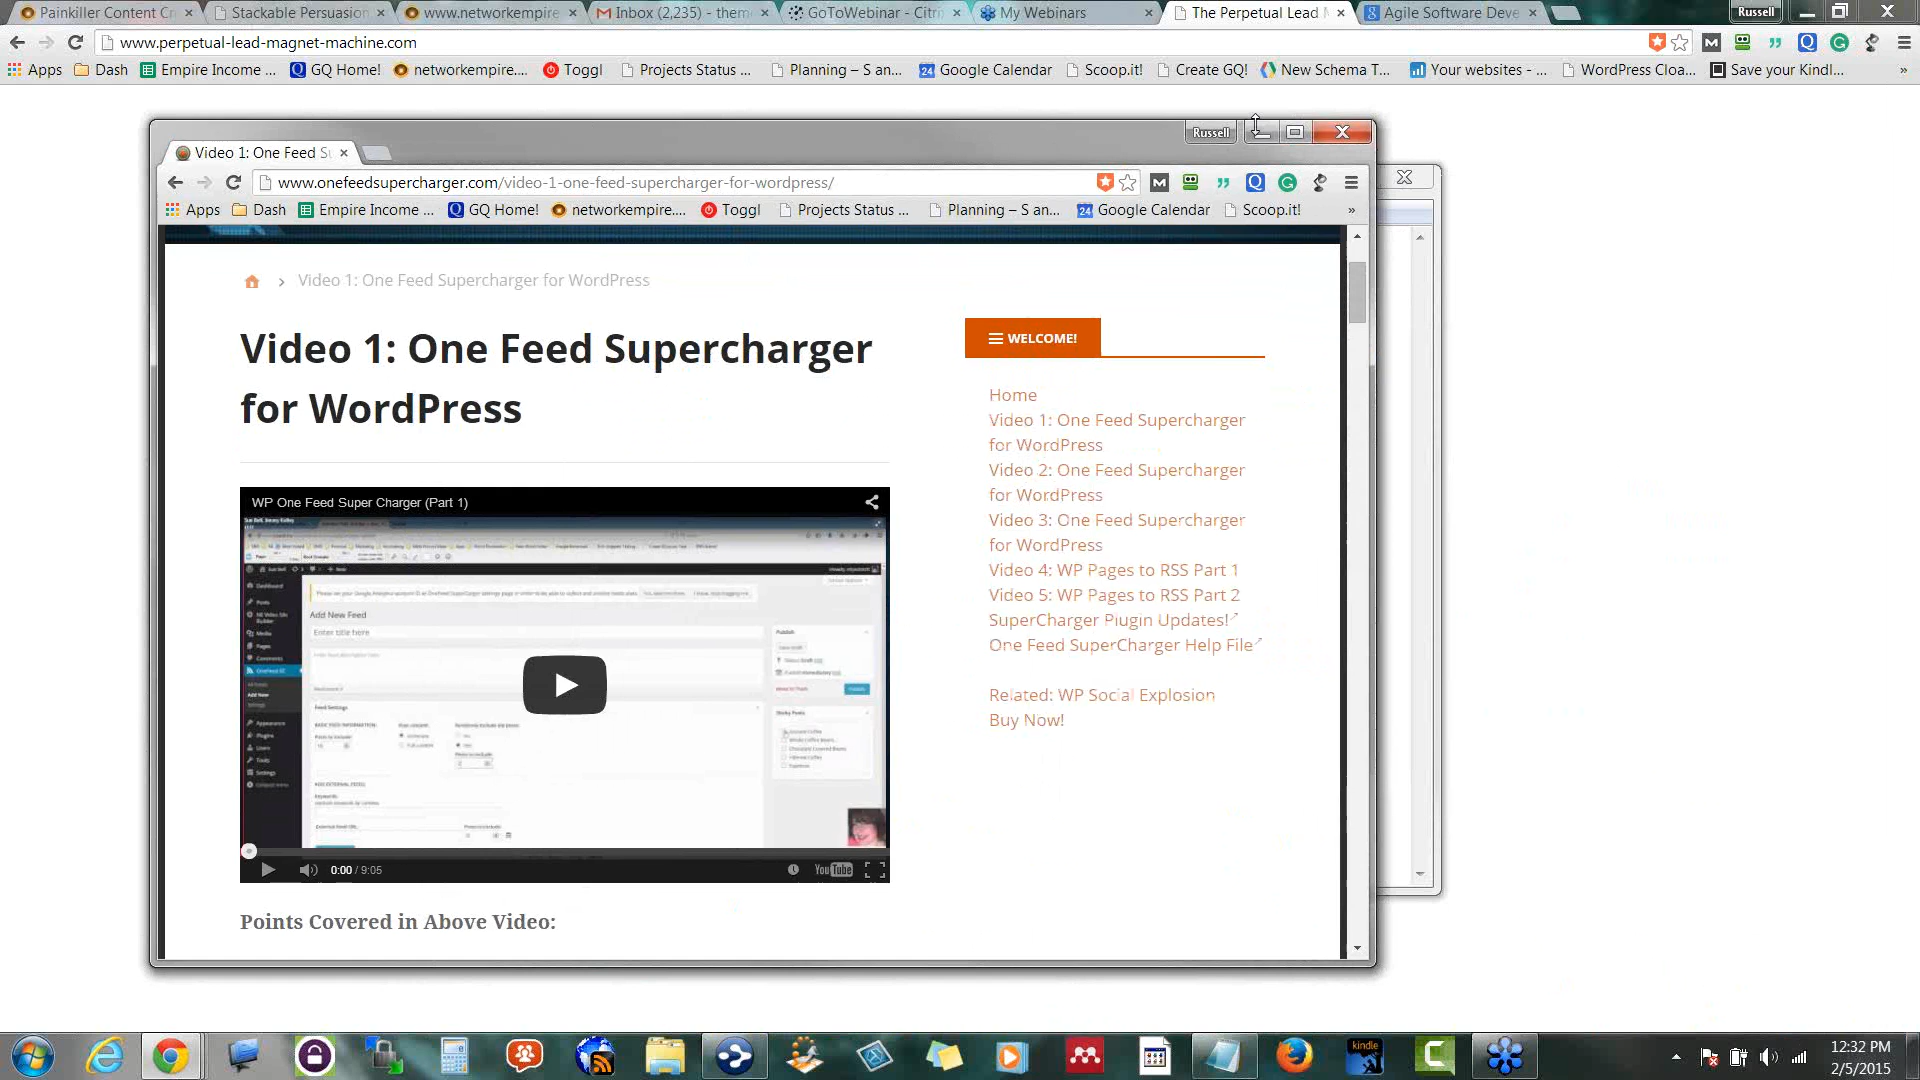 Painkiller Content Cr
Stackable Persuasion
www.networkempire
Inbox (2,235) - them
GoToWebinar - Citri
My Webinars
The Perpetual Lead M
Agile Software Deve
Russell
www.perpetual-lead-magnet-machine.com
Apps
Dash
Empire Income ...
GQ Home!
networkempire....
Toggl
Projects Status ...
Planning – S an...
Google Calendar
Scoop.it!
Create GQ!
New Schema T...
Your websites - ...
WordPress Cloa...
Save your Kindl...
»
Russell
Video 1: One Feed Su
www.onefeedsupercharger.com/video-1-one-feed-supercharger-for-wordpress/
Apps
Dash
Empire Income ...
GQ Home!
networkempire....
Toggl
Projects Status ...
Planning – S an...
Google Calendar
Scoop.it!
»
Video 1: One Feed Supercharger for WordPress
Video 1: One Feed Supercharger
for WordPress
WELCOME!
Home
Video 1: One Feed Supercharger
for WordPress
Video 2: One Feed Supercharger
for WordPress
Video 3: One Feed Supercharger
for WordPress
Video 4: WP Pages to RSS Part 1
Video 5: WP Pages to RSS Part 2
SuperCharger Plugin Updates!
One Feed SuperCharger Help File
Related: WP Social Explosion
Buy Now!
WP One Feed Super Charger (Part 1)
Add New Feed
Enter title here
Feed Settings
0:00 / 9:05
YouTube
Points Covered in Above Video:
kindle
12:32 PM
2/5/2015